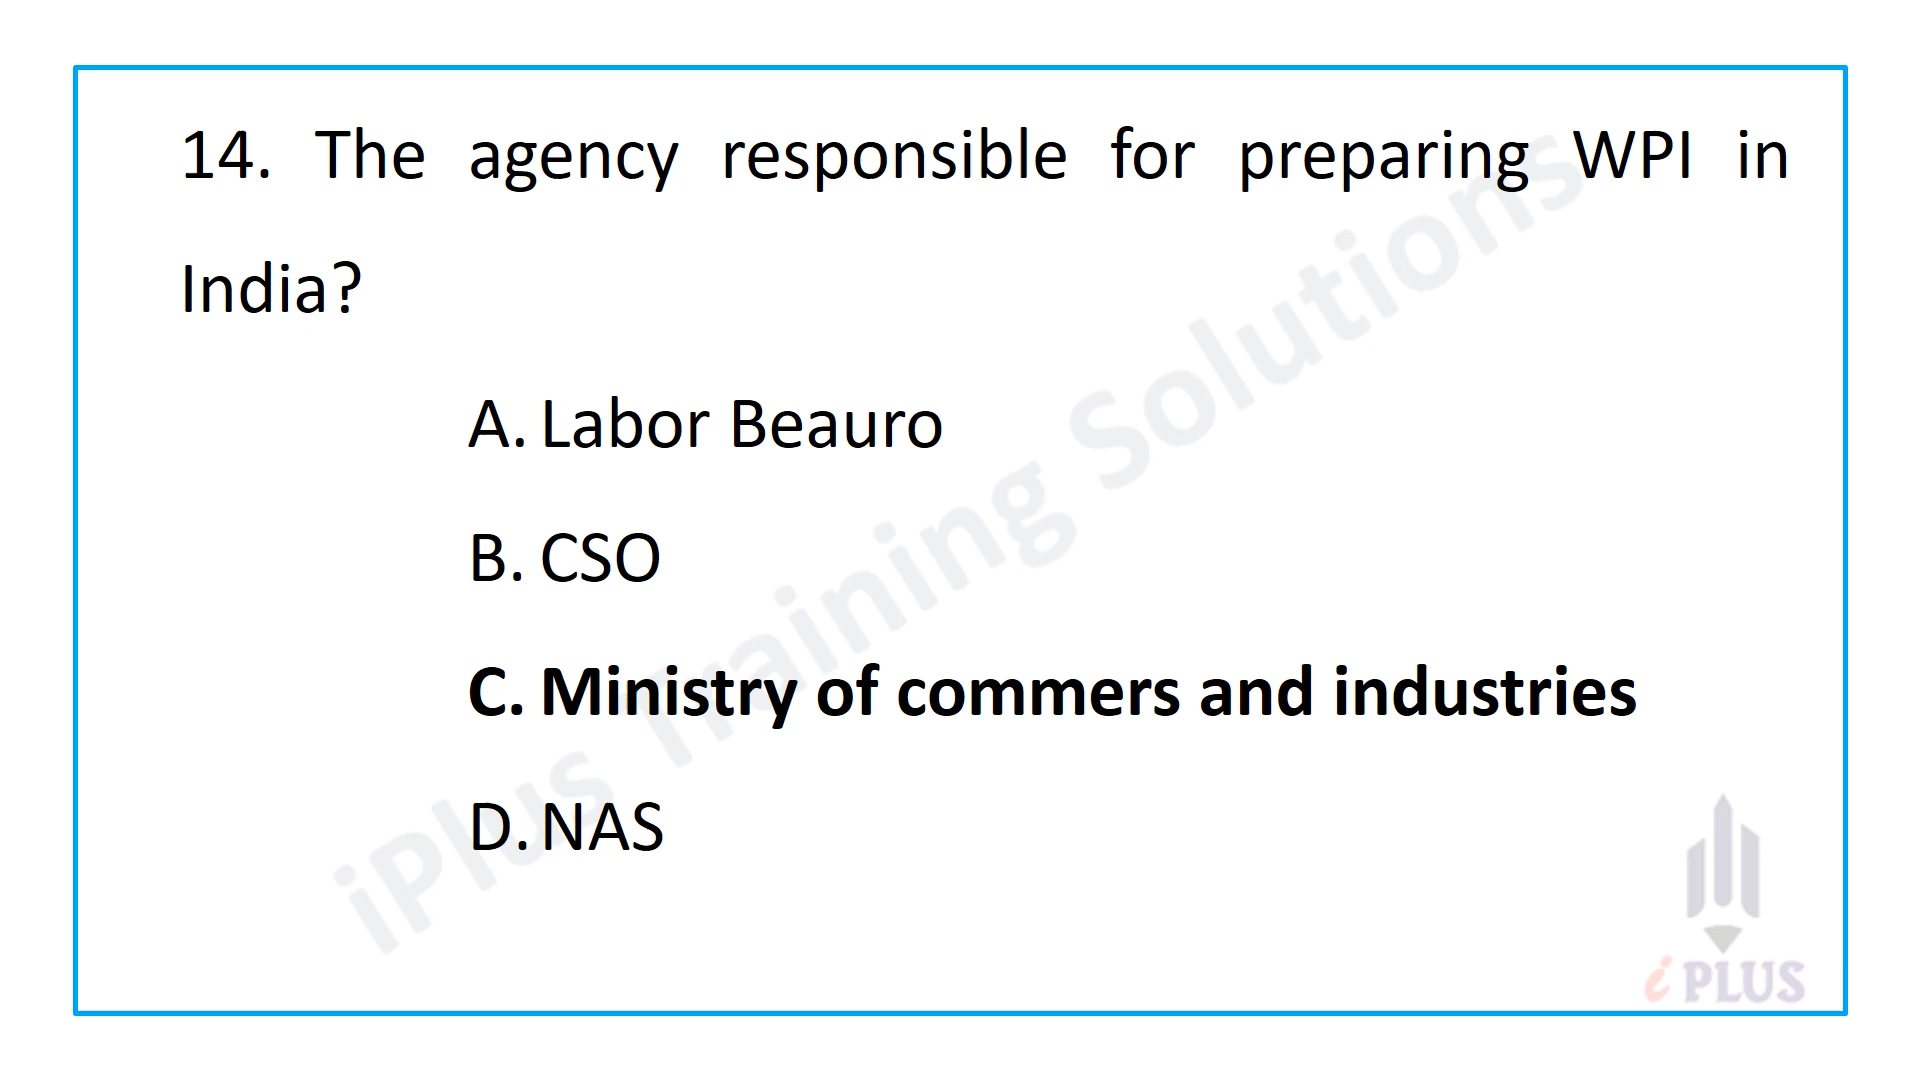 14. The agency responsible for preparing WPI in
India?
A. Labor Beauro
B. CSO
C. Ministry of commers and industries
D. NAS
iPlus Training Solutions
i PLUS